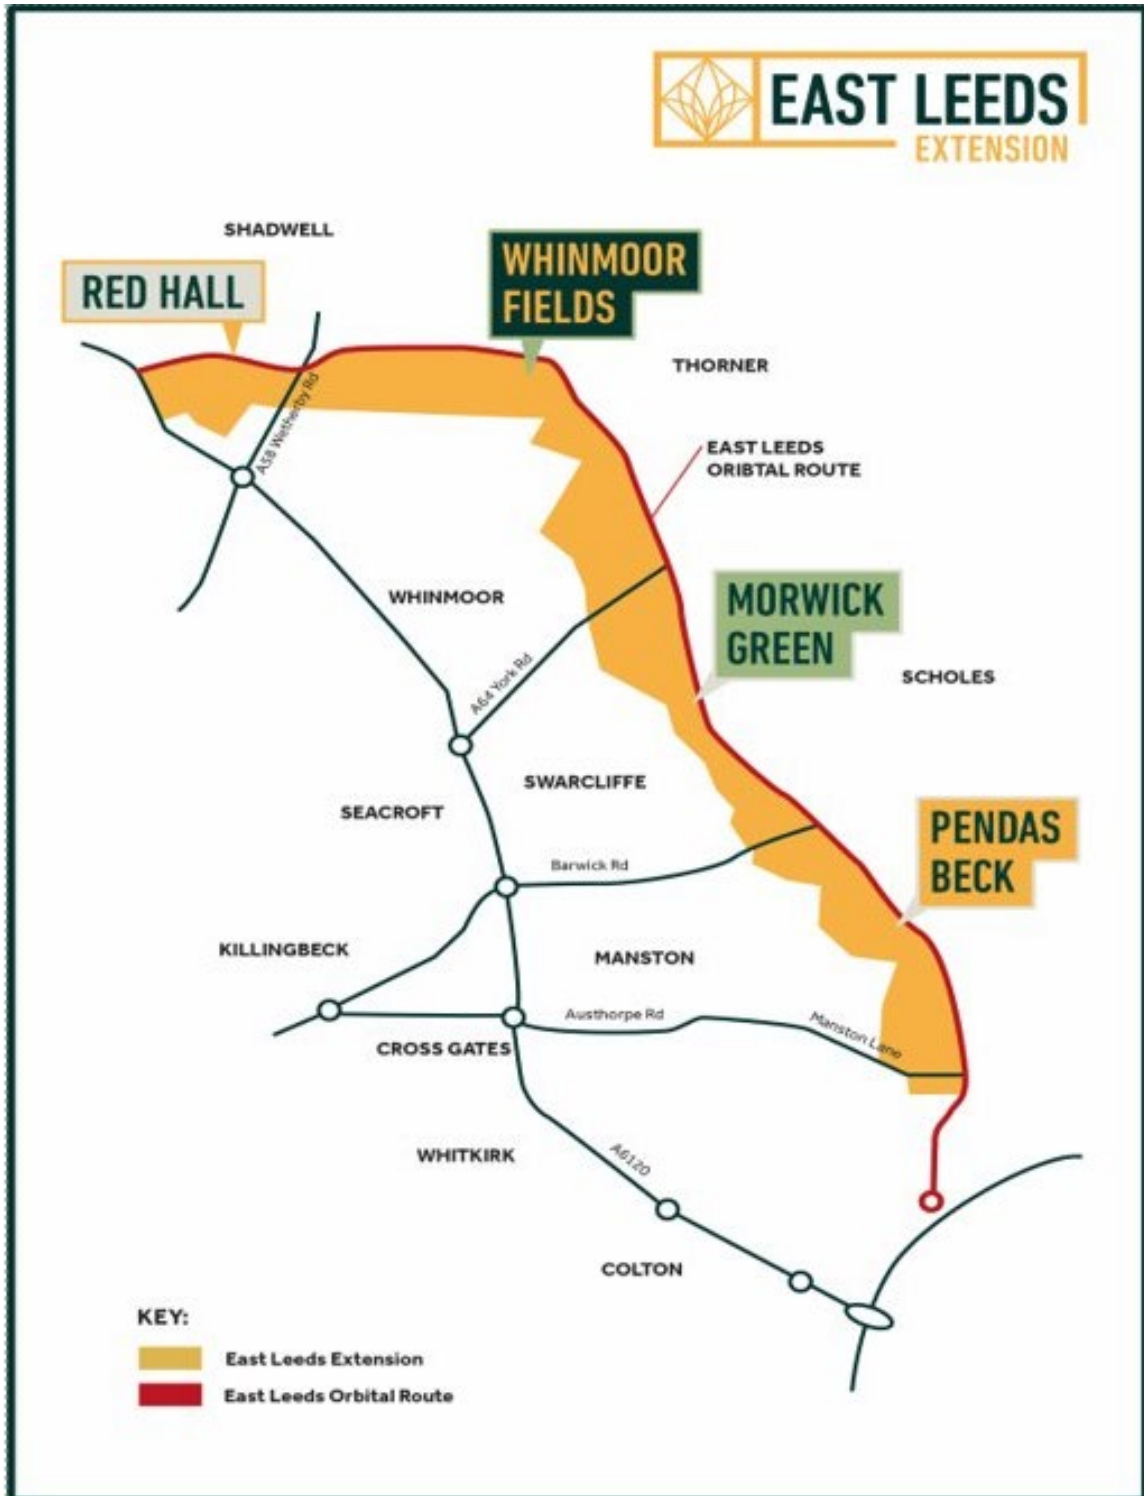 EAST LEEDS
EXTENSION
SHADWELL
RED HALL
WHINMOOR
FIELDS
THORNER
A58 Wetherby Rd
EAST LEEDS
ORIBTAL ROUTE
WHINMOOR
MORWICK
GREEN
A64 York Rd
SCHOLES
SWARCLIFFE
SEACROFT
PENDAS
BECK
Barwick Rd
KILLINGBECK
MANSTON
Austhorpe Rd
Manston Lane
CROSS GATES
WHITKIRK
A6120
COLTON
KEY:
East Leeds Extension
East Leeds Orbital Route